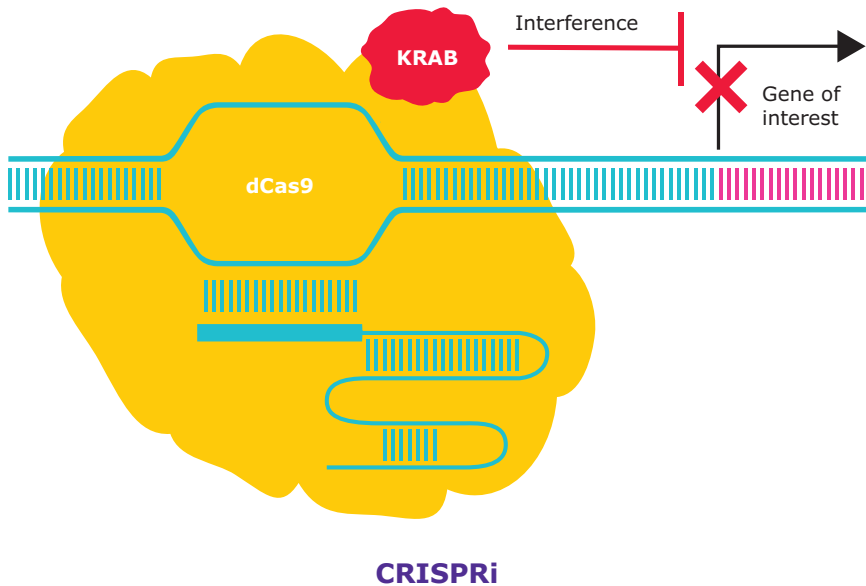 Interference
KRAB
Gene of
interest
dCas9
CRISPRi